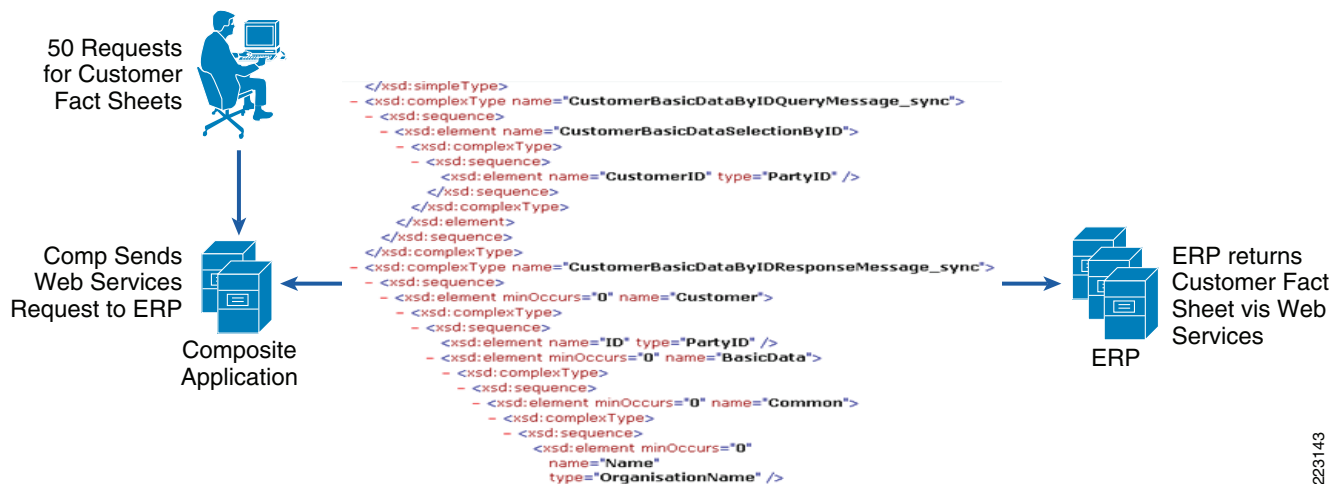 50 Requests
for Customer
Fact Sheets
Comp Sends
Web Services
Request to ERP
Composite
Application
</xsd:simpleType>
- <xsd:complexType name="CustomerBasicDataByIDQueryMessage_sync">
- <xsd:sequence>
- <xsd:element name="CustomerBasicDataSelectionByID">
- <xsd:complexType>
- <xsd:sequence>
<xsd:element name="CustomerID" type="PartyID" />
</xsd:sequence>
</xsd:complexType>
</xsd:element>
</xsd:sequence>
</xsd:complexType>
- <xsd:complexType name="CustomerBasicDataByIDResponseMessage_sync">
- <xsd:sequence>
- <xsd:element minOccurs="0" name="Customer">
- <xsd:complexType>
- <xsd:sequence>
<xsd:element name="ID" type="PartyID" />
- <xsd:element minOccurs="0" name="BasicData">
- <xsd:complexType>
- <xsd:sequence>
- <xsd:element minOccurs="0" name="Common">
- <xsd:complexType>
- <xsd:sequence>
<xsd:element minOccurs="0"
name="Name"
type="OrganisationName" />
ERP returns
Customer Fact
Sheet vis Web
Services
ERP
223143